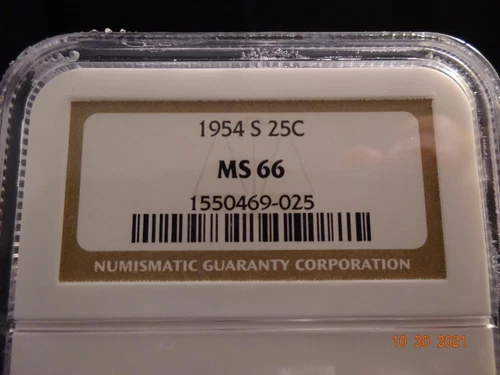 1954 S 25C
MS 66
1550469-025
NUMISMATIC GUARANTY CORPORATION
10 30 2021